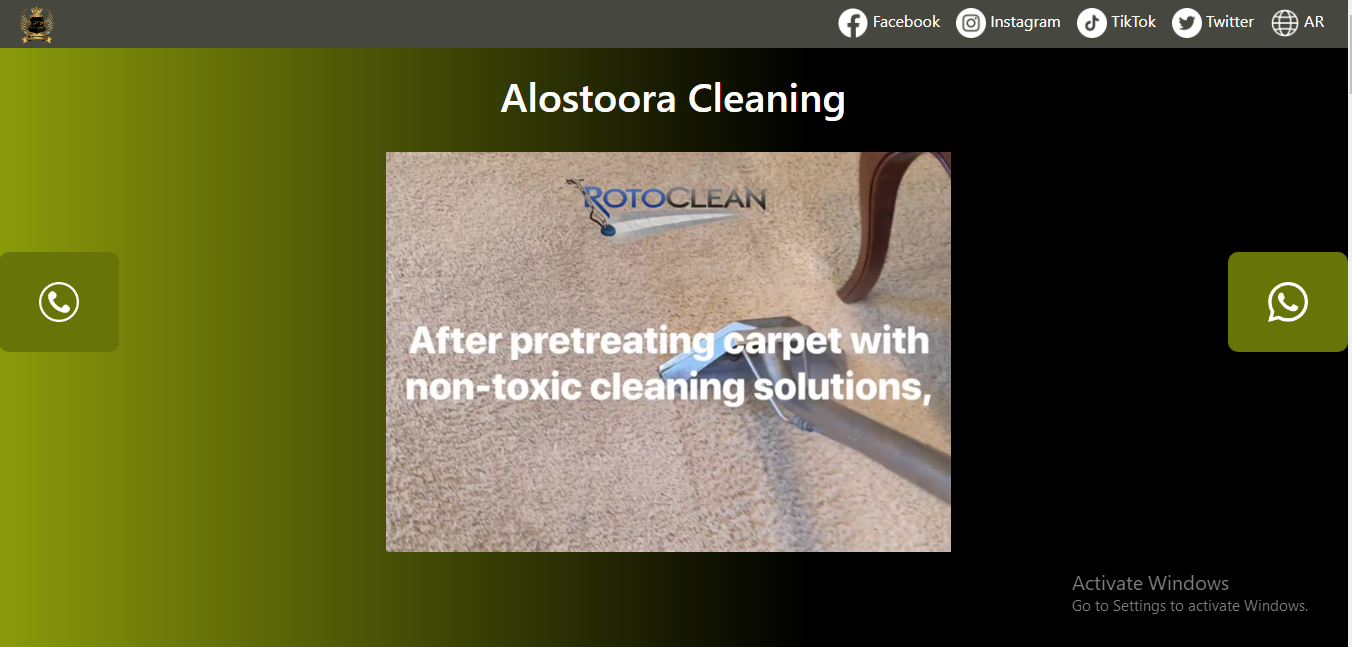 Facebook
Instagram
TikTok
Twitter
AR
Alostoora Cleaning
ROTOCLEAN
After pretreating carpet with
non-toxic cleaning solutions,
Activate Windows
Go to Settings to activate Windows.